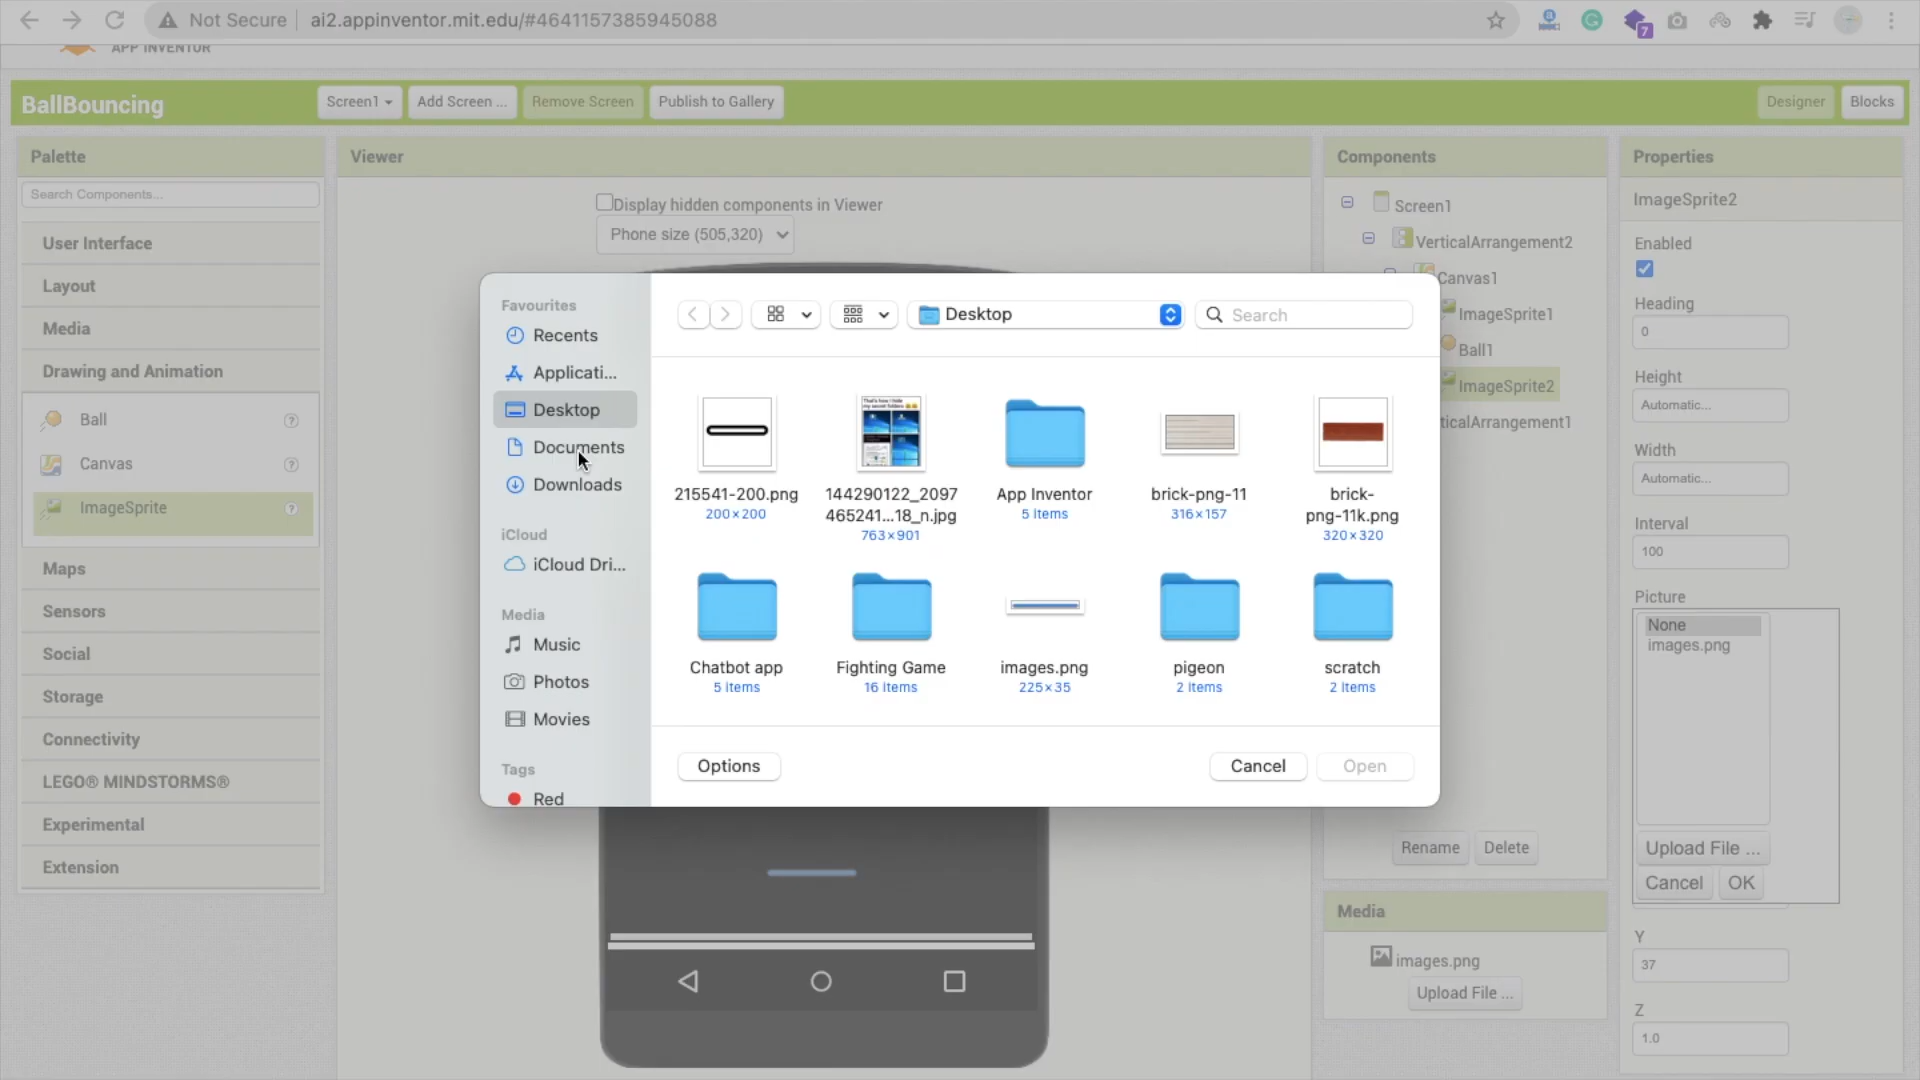 Not Secure
ai2.appinventor.mit.edu/#4641157385945088
7
APP INVENTOR
BallBouncing
Screen1
Add Screen ...
Remove Screen
Publish to Gallery
Designer
Blocks
Palette
Search Components...
User Interface
Layout
Media
Drawing and Animation
Ball
?
Canvas
?
ImageSprite
?
Maps
Sensors
Social
Storage
Connectivity
LEGO® MINDSTORMS®
Experimental
Extension
Viewer
Display hidden components in Viewer
Phone size (505,320)
Favourites
Recents
Applicati...
Desktop
Documents
Downloads
iCloud
iCloud Dri...
Media
Music
Photos
Movies
Tags
Red
Desktop
Search
215541-200.png
200×200
144290122_2097
465241...18_n.jpg
763×901
App Inventor
5 items
brick-png-11
316×157
brick-
png-11k.png
320×320
Chatbot app
5 items
Fighting Game
16 items
images.png
225×35
pigeon
2 items
scratch
2 items
Options
Cancel
Open
Components
Screen1
VerticalArrangement2
Canvas1
ImageSprite1
Ball1
ImageSprite2
ticalArrangement1
Rename
Delete
Media
images.png
Upload File ...
Properties
ImageSprite2
Enabled
Heading
0
Height
Automatic...
Width
Automatic...
Interval
100
Picture
None
images.png
Upload File ...
Cancel
OK
Y
37
Z
1.0